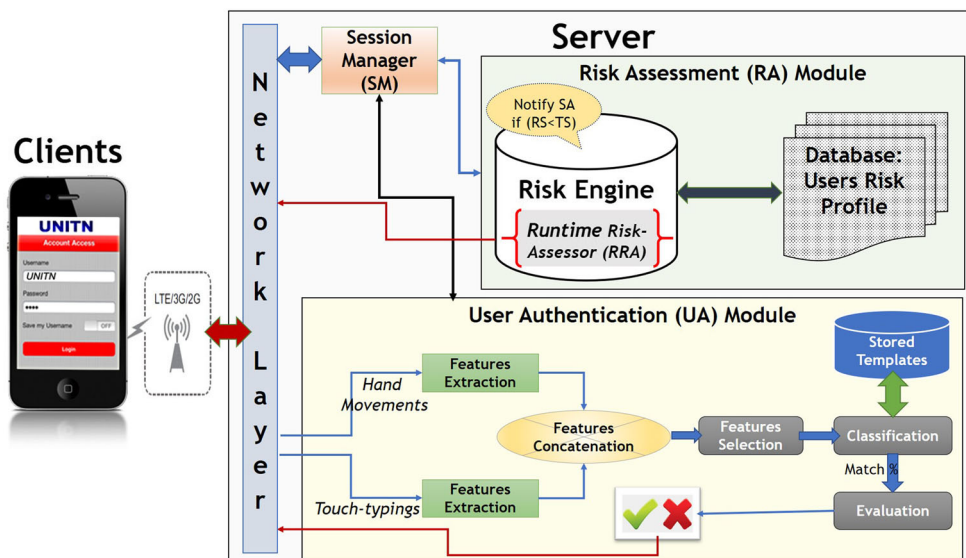 Server
Session
Manager
(SM)
Risk Assessment (RA) Module
Notify SA
if (RS<TS)
Risk Engine
Runtime Risk-
Assessor (RRA)
Database:
Users Risk
Profile
Clients
UNITN
Account Access
Username
UNITN
Password
••••
Save my Username
OFF
Login
LTE/3G/2G
Network Layer
User Authentication (UA) Module
Stored
Templates
Hand
Movements
Features
Extraction
Features
Concatenation
Features
Selection
Classification
Match %
Touch-typings
Features
Extraction
Evaluation